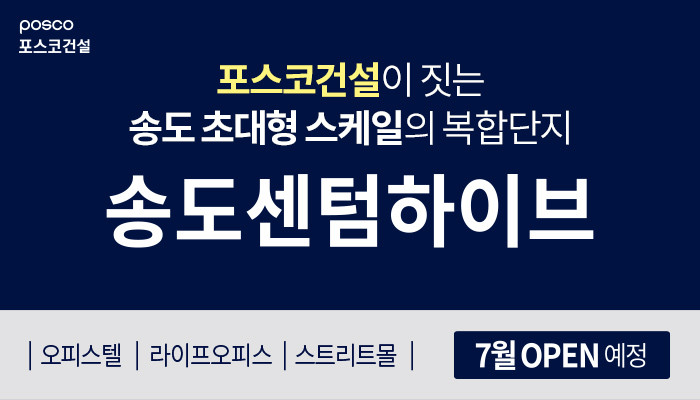 posco
포스코건설
포스코건설이 짓는
송도 초대형 스케일의 복합단지
송도센텀하이브
| 오피스텔 | 라이프오피스 | 스트리트몰 |
7월 OPEN 예정